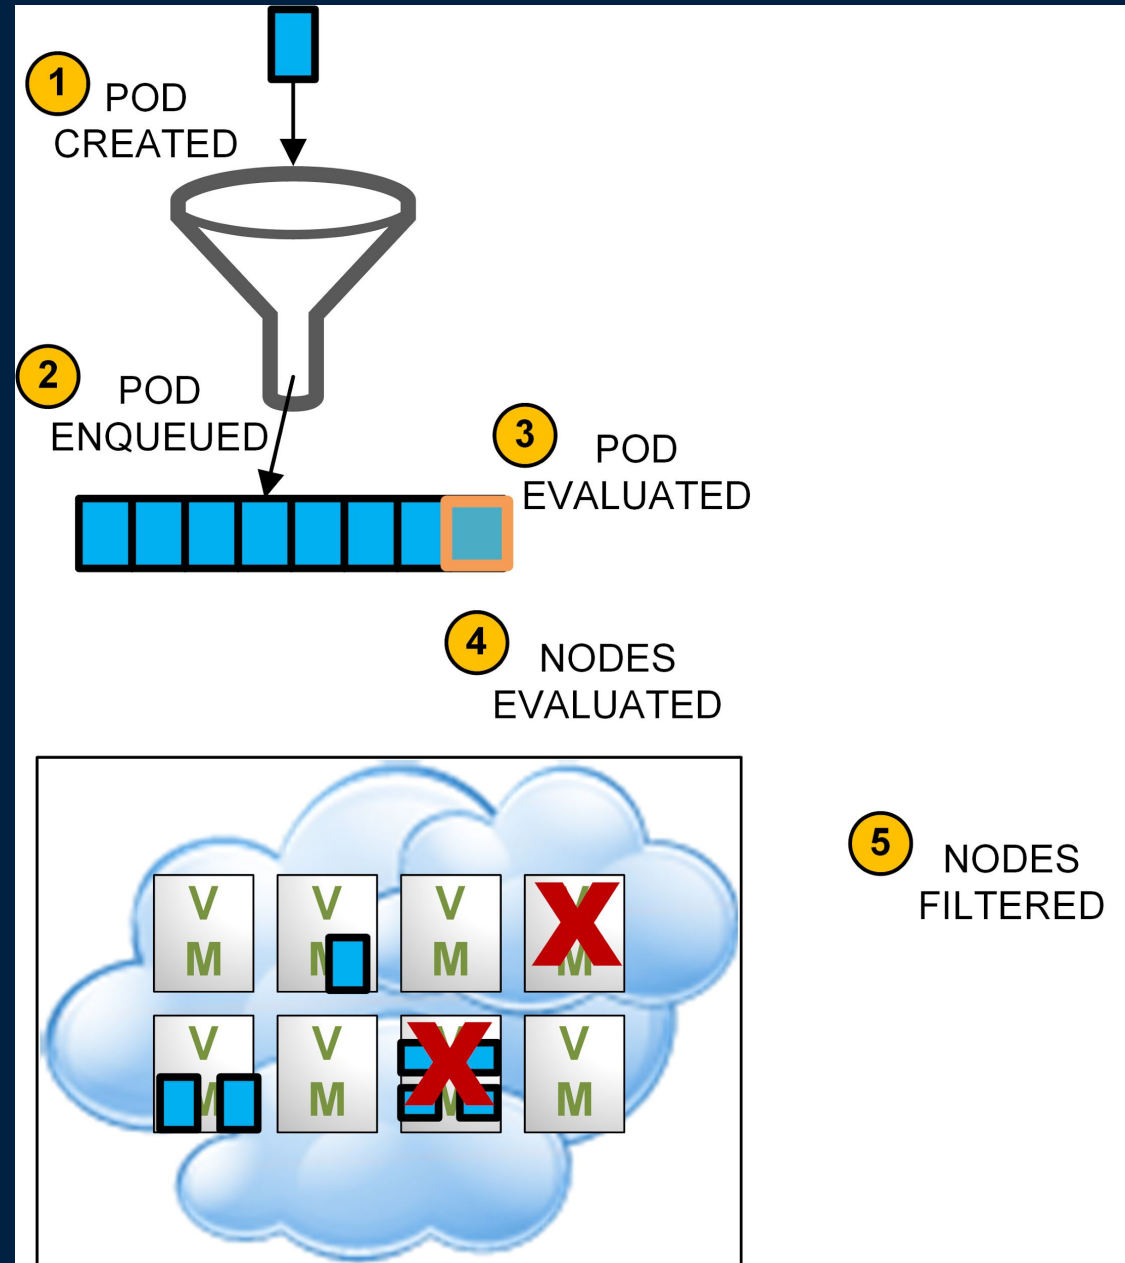 1
POD
CREATED
2
POD
ENQUEUED
3
POD
EVALUATED
4
NODES
EVALUATED
5
NODES
FILTERED
V V V X
M M M M
V V X V
M M M M